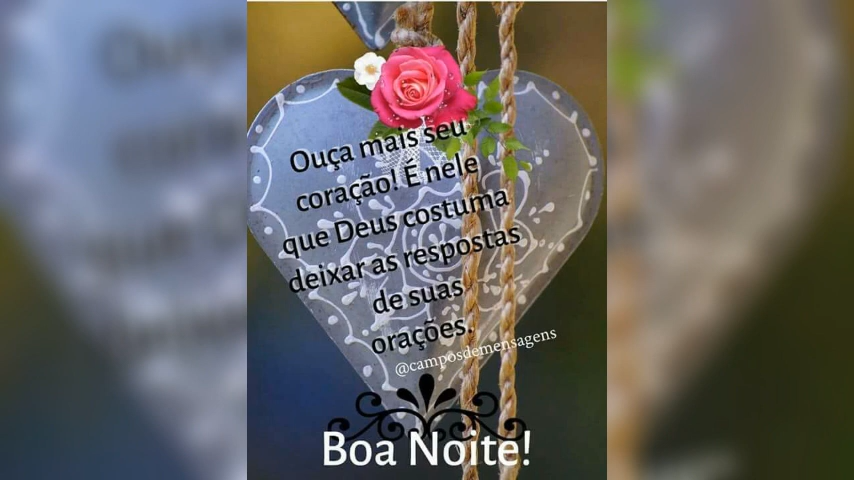 Ouça mais seu
coração! É nele
que Deus costuma
deixar as respostas
de suas
orações.
@camposdemensagens
Boa Noite!